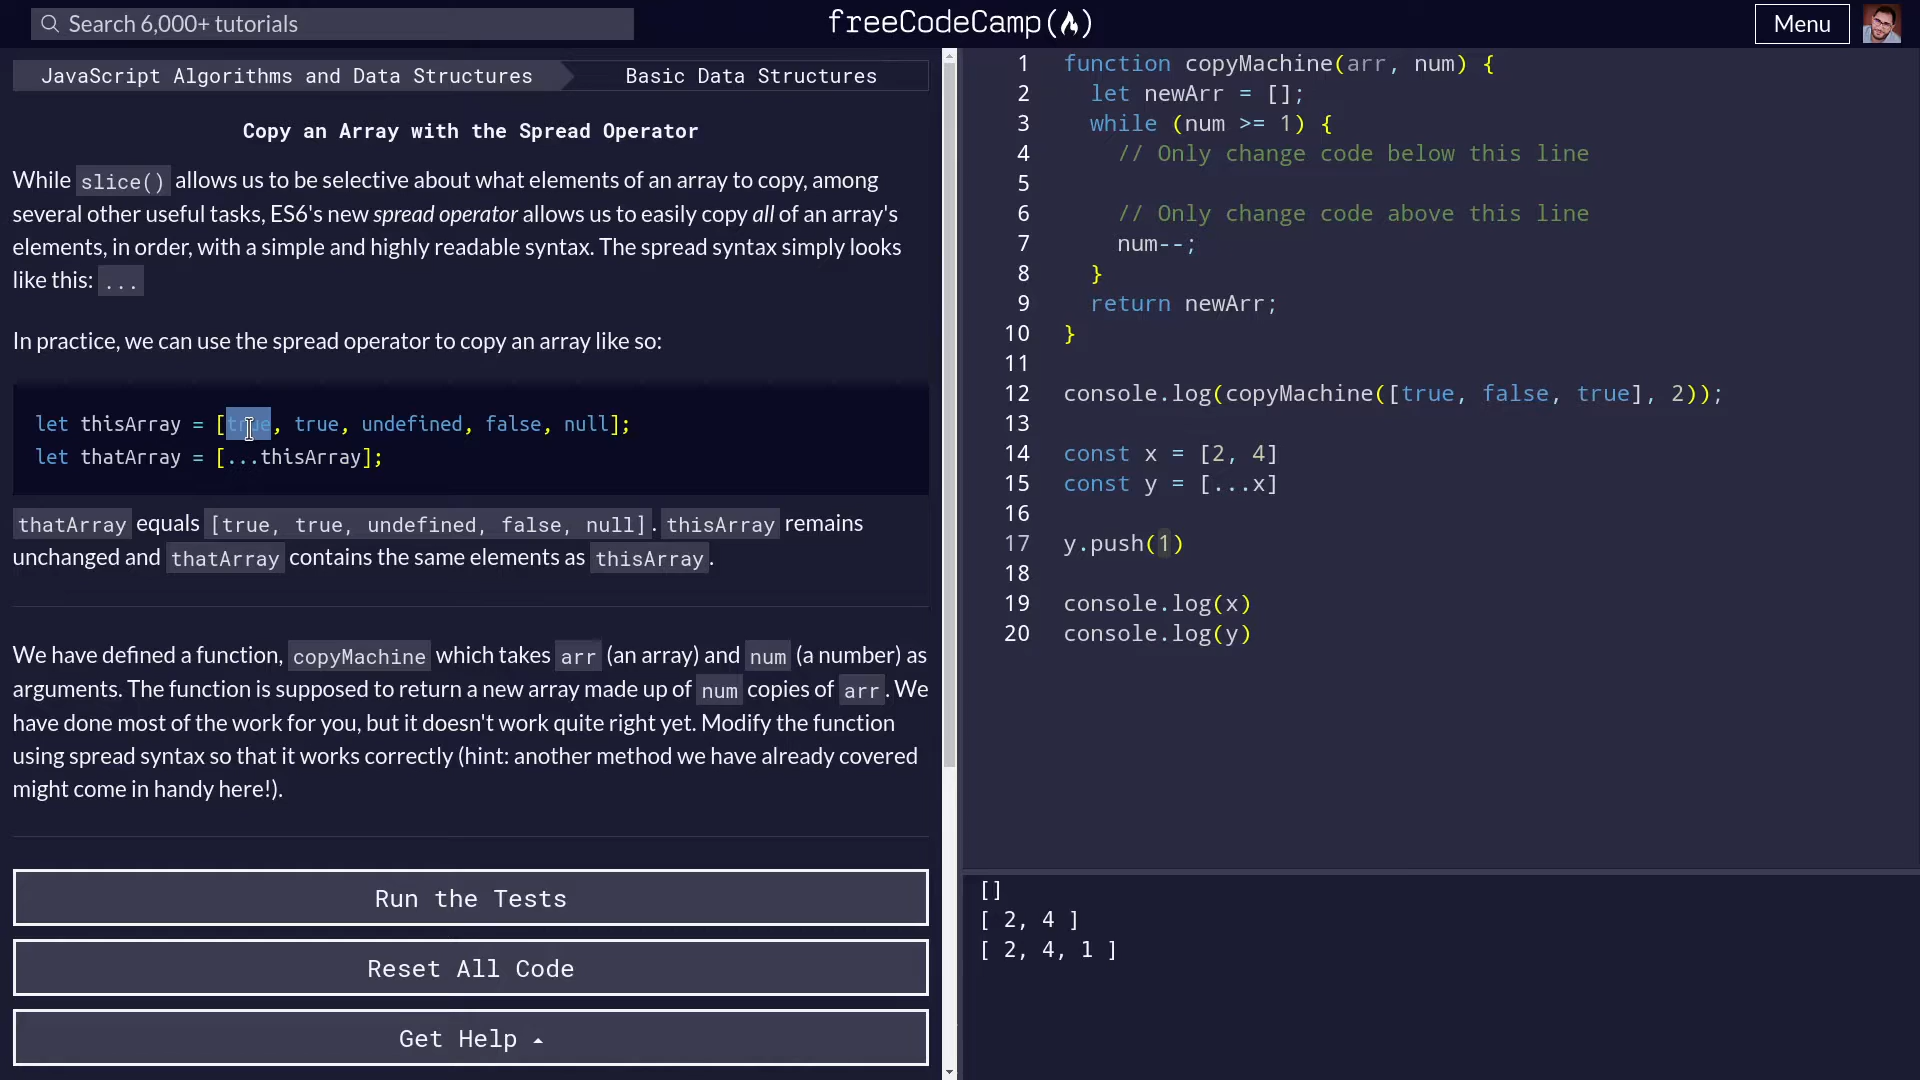 Search 6,000+ tutorials
freeCodeCamp
Menu
JavaScript Algorithms and Data Structures
Basic Data Structures
Copy an Array with the Spread Operator
While slice() allows us to be selective about what elements of an array to copy, among
several other useful tasks, ES6's new spread operator allows us to easily copy all of an array's
elements, in order, with a simple and highly readable syntax. The spread syntax simply looks
like this: ...
In practice, we can use the spread operator to copy an array like so:
let thisArray = [true, true, undefined, false, null];
let thatArray = [...thisArray];
thatArray equals [true, true, undefined, false, null]. thisArray remains
unchanged and thatArray contains the same elements as thisArray.
We have defined a function, copyMachine which takes arr (an array) and num (a number) as
arguments. The function is supposed to return a new array made up of num copies of arr. We
have done most of the work for you, but it doesn't work quite right yet. Modify the function
using spread syntax so that it works correctly (hint: another method we have already covered
might come in handy here!).
Run the Tests
Reset All Code
Get Help
1 function copyMachine(arr, num) {
2 let newArr = [];
3 while (num >= 1) {
4 // Only change code below this line
5
6 // Only change code above this line
7 num--;
8 }
9 return newArr;
10 }
11
12 console.log(copyMachine([true, false, true], 2));
13
14 const x = [2, 4]
15 const y = [...x]
16
17 y.push(1)
18
19 console.log(x)
20 console.log(y)
[]
[ 2, 4 ]
[ 2, 4, 1 ]